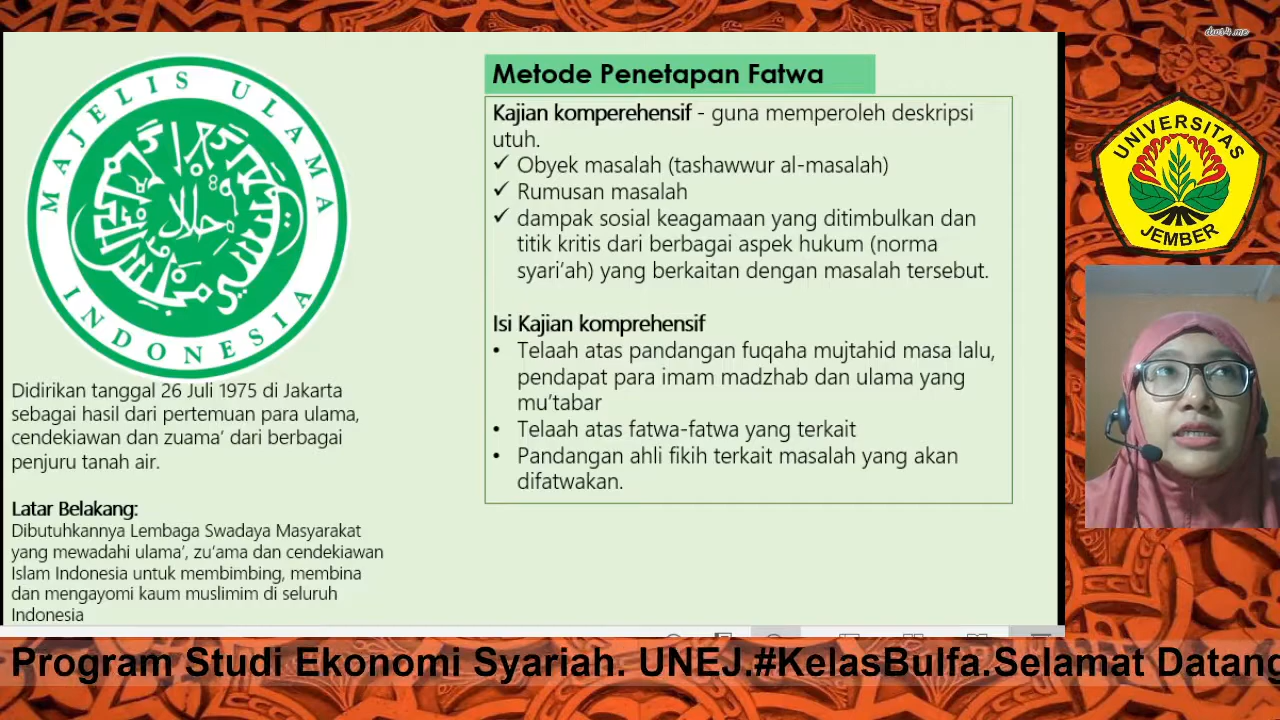 MAJELIS ULAMA
INDONESIA
حلال
Didirikan tanggal 26 Juli 1975 di Jakarta
sebagai hasil dari pertemuan para ulama,
cendekiawan dan zuama’ dari berbagai
penjuru tanah air.
Latar Belakang:
Dibutuhkannya Lembaga Swadaya Masyarakat
yang mewadahi ulama’, zu’ama dan cendekiawan
Islam Indonesia untuk membimbing, membina
dan mengayomi kaum muslimim di seluruh
Indonesia
Metode Penetapan Fatwa
Kajian komperehensif - guna memperoleh deskripsi
utuh.
✓ Obyek masalah (tashawwur al-masalah)
✓ Rumusan masalah
✓ dampak sosial keagamaan yang ditimbulkan dan
titik kritis dari berbagai aspek hukum (norma
syari’ah) yang berkaitan dengan masalah tersebut.
Isi Kajian komprehensif
• Telaah atas pandangan fuqaha mujtahid masa lalu,
pendapat para imam madzhab dan ulama yang
mu’tabar
• Telaah atas fatwa-fatwa yang terkait
• Pandangan ahli fikih terkait masalah yang akan
difatwakan.
UNIVERSITAS
JEMBER
Program Studi Ekonomi Syariah. UNEJ.#KelasBulfa.Selamat Datang